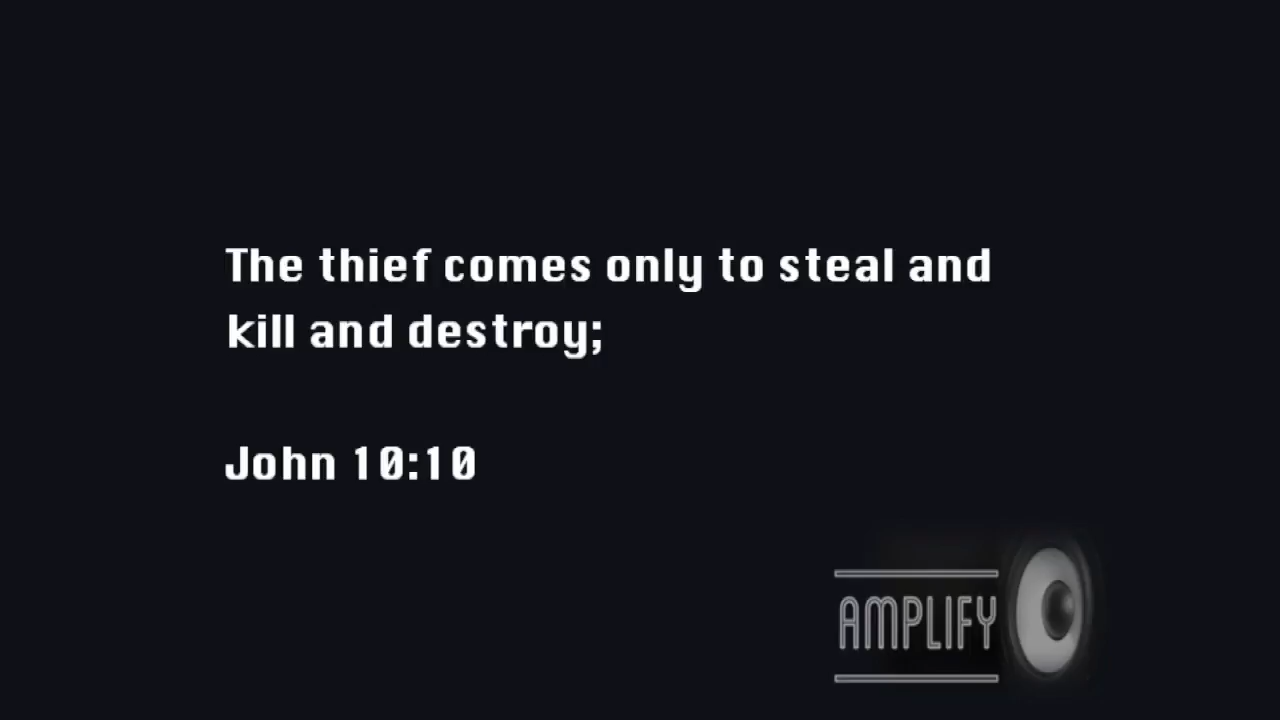 The thief comes only to steal and
kill and destroy;
John 10:10
AMPLIFY